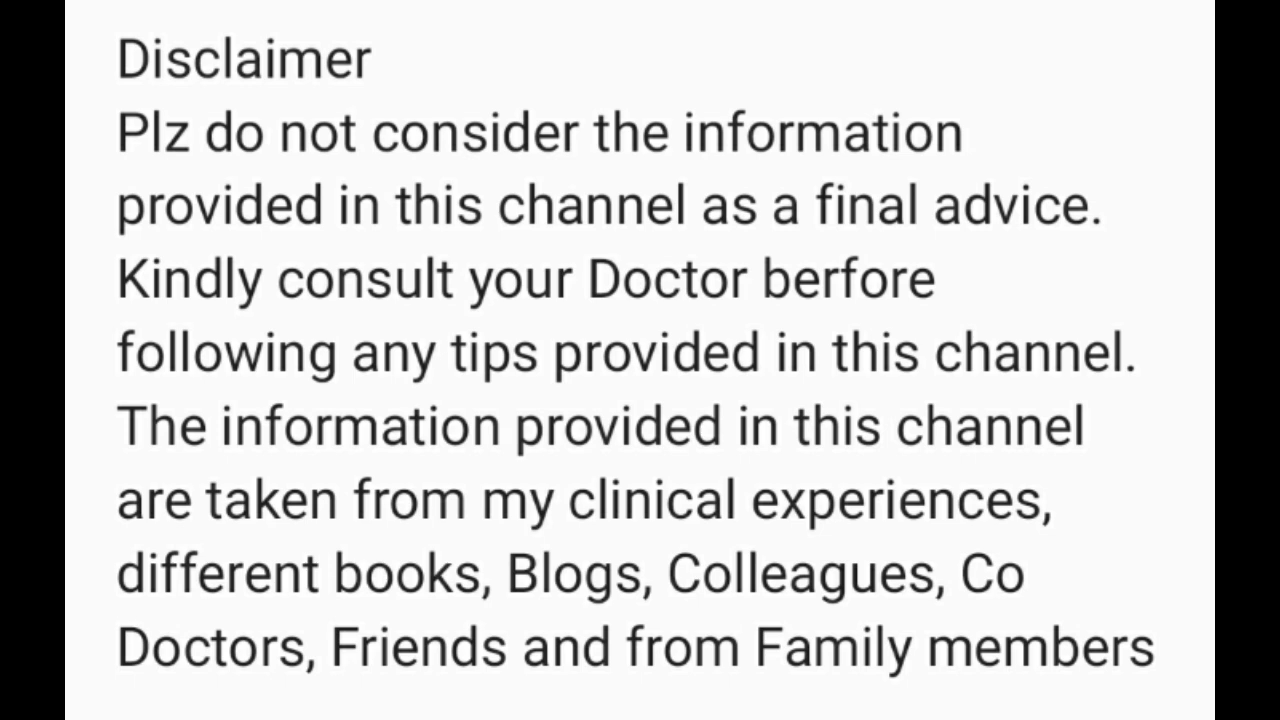 Disclaimer
Plz do not consider the information
provided in this channel as a final advice.
Kindly consult your Doctor berfore
following any tips provided in this channel.
The information provided in this channel
are taken from my clinical experiences,
different books, Blogs, Colleagues, Co
Doctors, Friends and from Family members